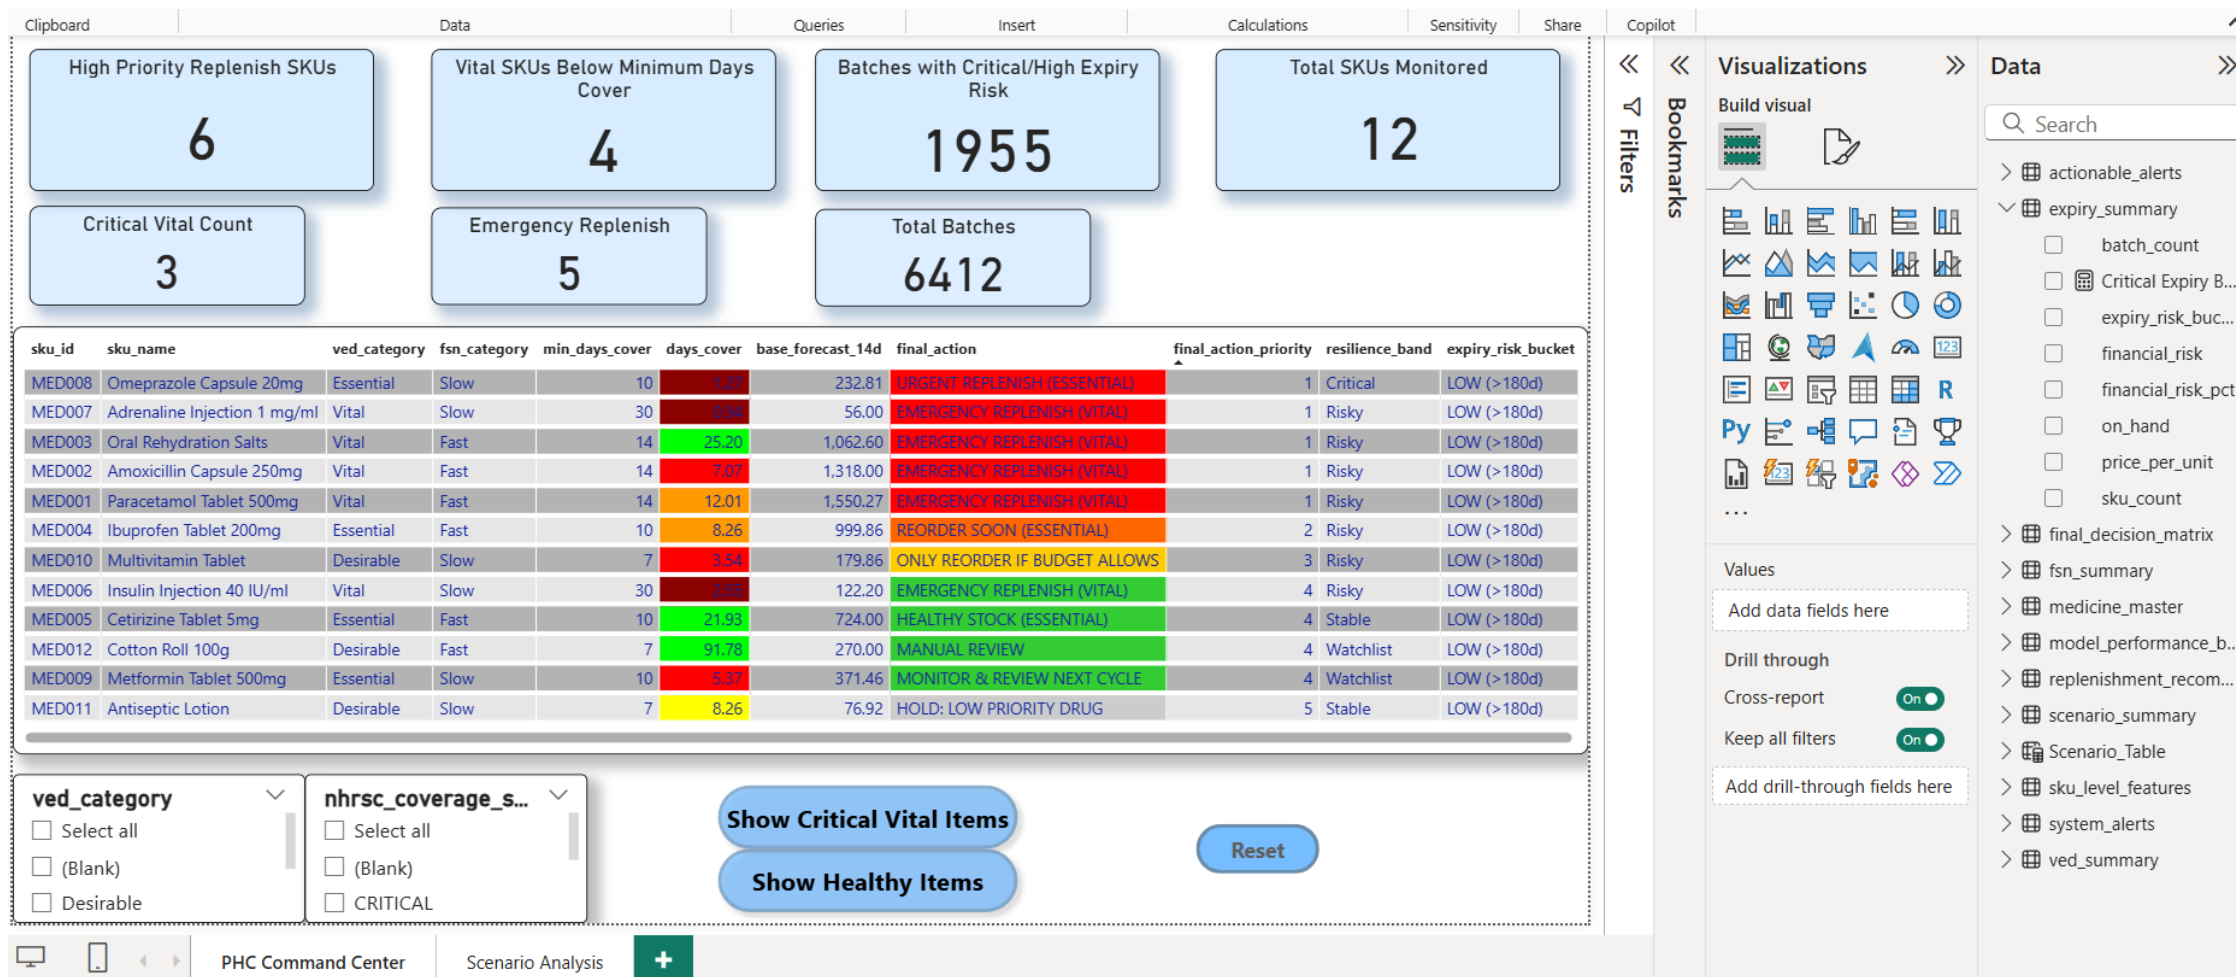 Clipboard Data Queries Insert Calculations Sensitivity Share Copilot
High Priority Replenish SKUs
6
Vital SKUs Below Minimum Days
Cover
4
Batches with Critical/High Expiry
Risk
1955
Total SKUs Monitored
12
Critical Vital Count
3
Emergency Replenish
5
Total Batches
6412
sku_id sku_name ved_category fsn_category min_days_cover days_cover base_forecast_14d final_action final_action_priority resilience_band expiry_risk_bucket
MED008 Omeprazole Capsule 20mg Essential Slow 10 232.81 URGENT REPLENISH (ESSENTIAL) 1 Critical LOW (>180d)
MED007 Adrenaline Injection 1 mg/ml Vital Slow 30 0.94 56.00 EMERGENCY REPLENISH (VITAL) 1 Risky LOW (>180d)
MED003 Oral Rehydration Salts Vital Fast 14 25.20 1,062.60 EMERGENCY REPLENISH (VITAL) 1 Risky LOW (>180d)
MED002 Amoxicillin Capsule 250mg Vital Fast 14 7.07 1,318.00 EMERGENCY REPLENISH (VITAL) 1 Risky LOW (>180d)
MED001 Paracetamol Tablet 500mg Vital Fast 14 12.01 1,550.27 EMERGENCY REPLENISH (VITAL) 1 Risky LOW (>180d)
MED004 Ibuprofen Tablet 200mg Essential Fast 10 8.26 999.86 REORDER SOON (ESSENTIAL) 2 Risky LOW (>180d)
MED010 Multivitamin Tablet Desirable Slow 7 3.54 179.86 ONLY REORDER IF BUDGET ALLOWS 3 Risky LOW (>180d)
MED006 Insulin Injection 40 IU/ml Vital Slow 30 122.20 EMERGENCY REPLENISH (VITAL) 4 Risky LOW (>180d)
MED005 Cetirizine Tablet 5mg Essential Fast 10 21.93 724.00 HEALTHY STOCK (ESSENTIAL) 4 Stable LOW (>180d)
MED012 Cotton Roll 100g Desirable Fast 7 91.78 270.00 MANUAL REVIEW 4 Watchlist LOW (>180d)
MED009 Metformin Tablet 500mg Essential Slow 10 5.37 371.46 MONITOR & REVIEW NEXT CYCLE 4 Watchlist LOW (>180d)
MED011 Antiseptic Lotion Desirable Slow 7 8.26 76.92 HOLD: LOW PRIORITY DRUG 5 Stable LOW (>180d)
ved_category
Select all
(Blank)
Desirable
nhrsc_coverage_s...
Select all
(Blank)
CRITICAL
Show Critical Vital Items
Show Healthy Items
Reset
PHC Command Center Scenario Analysis
Filters
Bookmarks
Visualizations
Build visual
123
R
Py
123
...
Values
Add data fields here
Drill through
Cross-report On
Keep all filters On
Add drill-through fields here
Data
Search
actionable_alerts
expiry_summary
batch_count
Critical Expiry B...
expiry_risk_buc...
financial_risk
financial_risk_pct
on_hand
price_per_unit
sku_count
final_decision_matrix
fsn_summary
medicine_master
model_performance_b...
replenishment_recom...
scenario_summary
Scenario_Table
sku_level_features
system_alerts
ved_summary